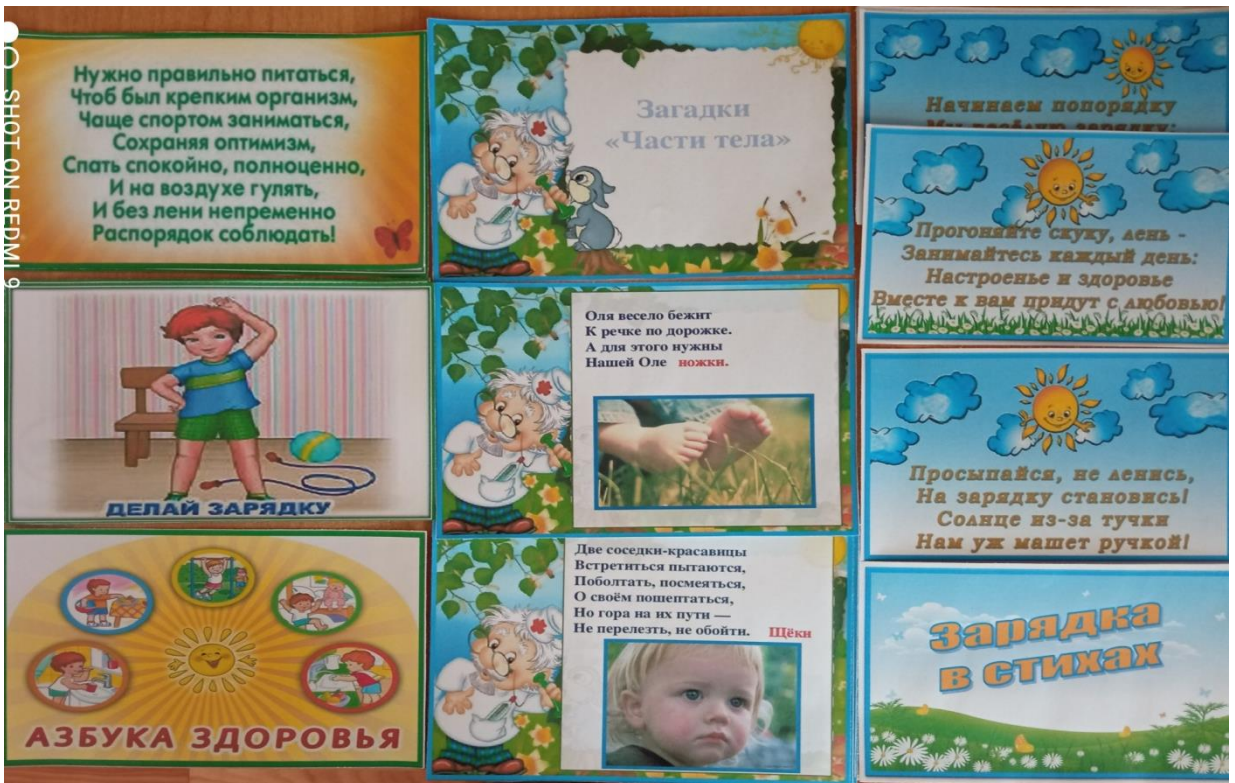 SHOT ON REDMI 9
Нужно правильно питаться,
Чтоб был крепким организм,
Чаще спортом заниматься,
Сохраняя оптимизм,
Спать спокойно, полноценно,
И на воздухе гулять,
И без лени непременно
Распорядок соблюдать!
ДЕЛАЙ ЗАРЯДКУ
АЗБУКА ЗДОРОВЬЯ
Загадки
«Части тела»
Оля весело бежит
К речке по дорожке.
А для этого нужны
Нашей Оле ножки.
Две соседки-красавицы
Встретиться пытаются,
Поболтать, посмеяться,
О своём пошептаться,
Но гора на их пути —
Не перелезть, не обойти. Щёки
Начинаем попорядку
Мы весёлую зарядку:
Прогоняйте скуку, лень -
Занимайтесь каждый день:
Настроенье и здоровье
Вместе к вам придут с любовью!
Просыпайся, не ленись,
На зарядку становись!
Солнце из-за тучки
Нам уж машет ручкой!
Зарядка
в стихах